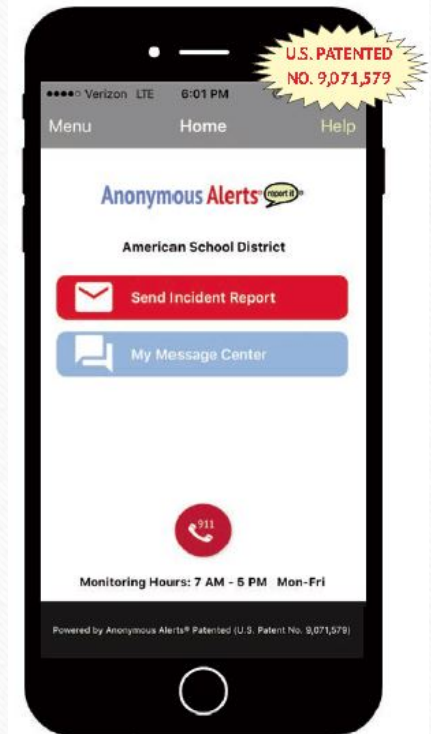 U.S. PATENTED
NO. 9,071,579
Verizon LTE 6:01 PM
Menu Home Help
Anonymous Alerts® report it®
American School District
Send Incident Report
My Message Center
911
Monitoring Hours: 7 AM - 5 PM Mon-Fri
Powered by Anonymous Alerts® Patented (U.S. Patent No. 9,071,579)